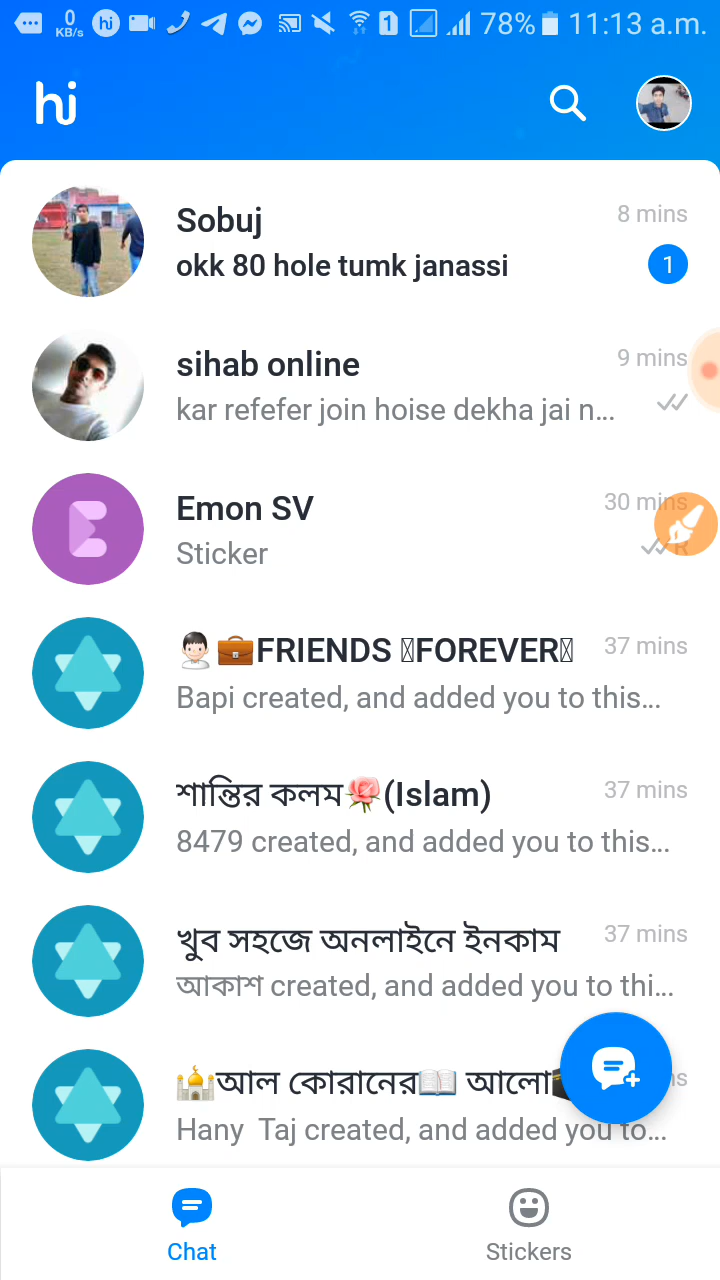 0 KB/s hi 1 78% 11:13 a.m.
hi
Sobuj 8 mins
okk 80 hole tumk janassi 1
sihab online 9 mins
kar refefer join hoise dekha jai n...
Emon SV 30 mins
Sticker R
👨🏻‍⚕️💼FRIENDS FOREVER 37 mins
Bapi created, and added you to this...
শান্তির কলম🌹(Islam) 37 mins
8479 created, and added you to this...
খুব সহজে অনলাইনে ইনকাম 37 mins
আকাশ created, and added you to thi...
🕌আল কোরানের📖 আলো🕋
Hany Taj created, and added you to...
Chat Stickers